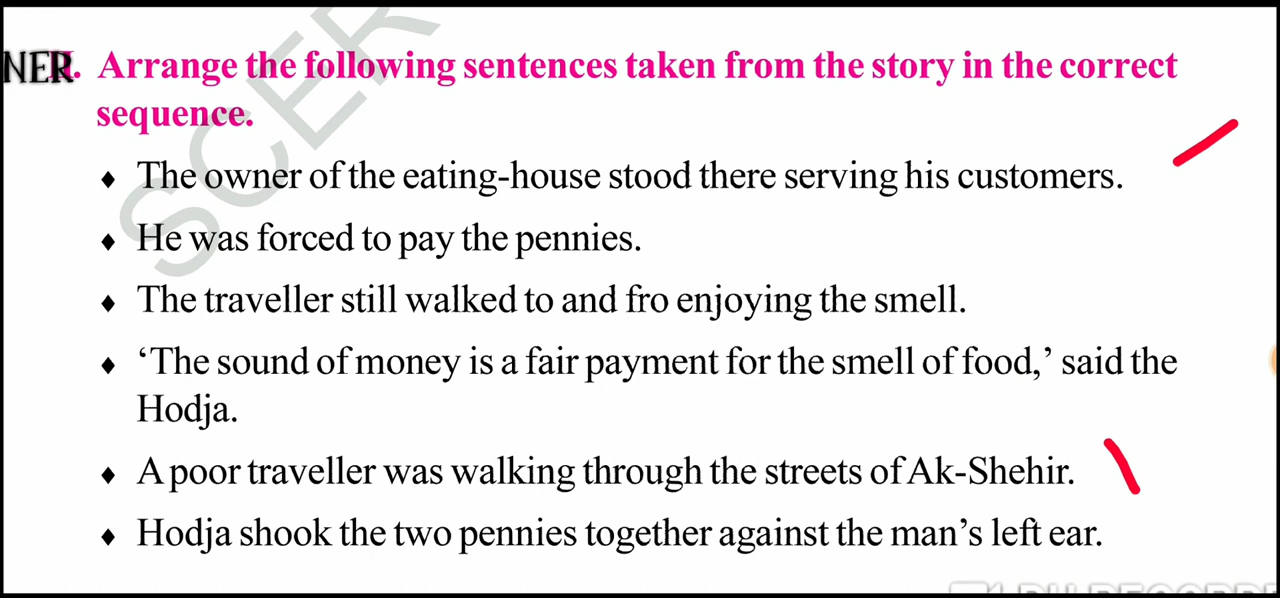 NER. Arrange the following sentences taken from the story in the correct
sequence.
♦ The owner of the eating-house stood there serving his customers.
♦ He was forced to pay the pennies.
♦ The traveller still walked to and fro enjoying the smell.
♦ ‘The sound of money is a fair payment for the smell of food,’ said the
Hodja.
♦ A poor traveller was walking through the streets of Ak-Shehir.
♦ Hodja shook the two pennies together against the man’s left ear.
SCER